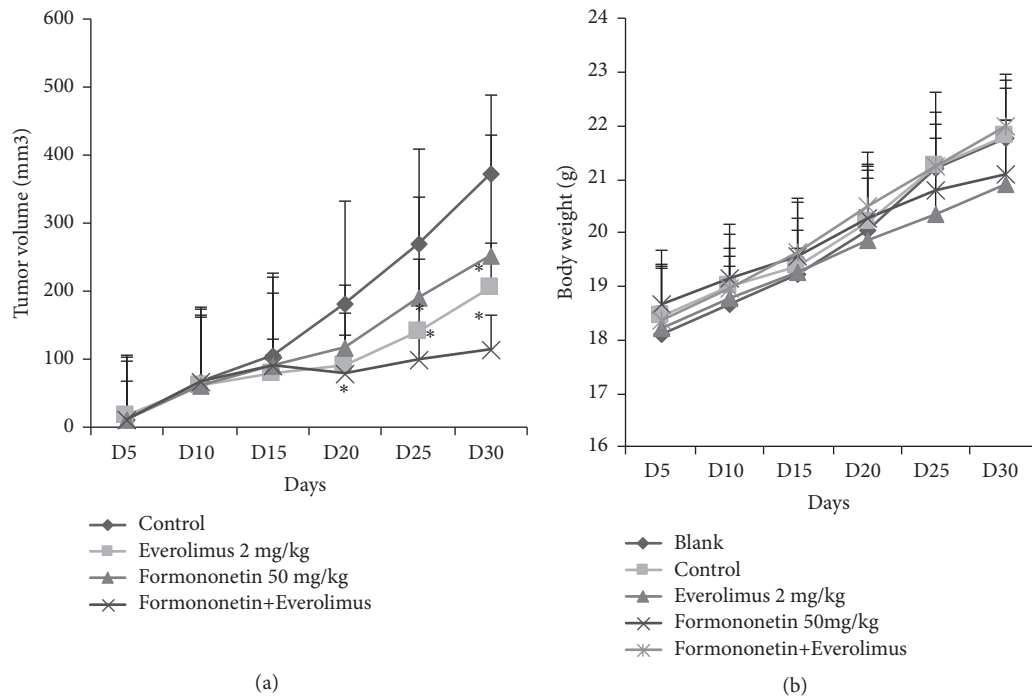 600
500
400
300
200
100
0
Tumor volume (mm3)
*
*
*
*
*
D5 D10 D15 D20 D25 D30
Days
Control
Everolimus 2 mg/kg
Formononetin 50 mg/kg
Formononetin+Everolimus
(a)
24
23
22
21
20
19
18
17
16
Body weight (g)
D5 D10 D15 D20 D25 D30
Days
Blank
Control
Everolimus 2 mg/kg
Formononetin 50mg/kg
Formononetin+Everolimus
(b)